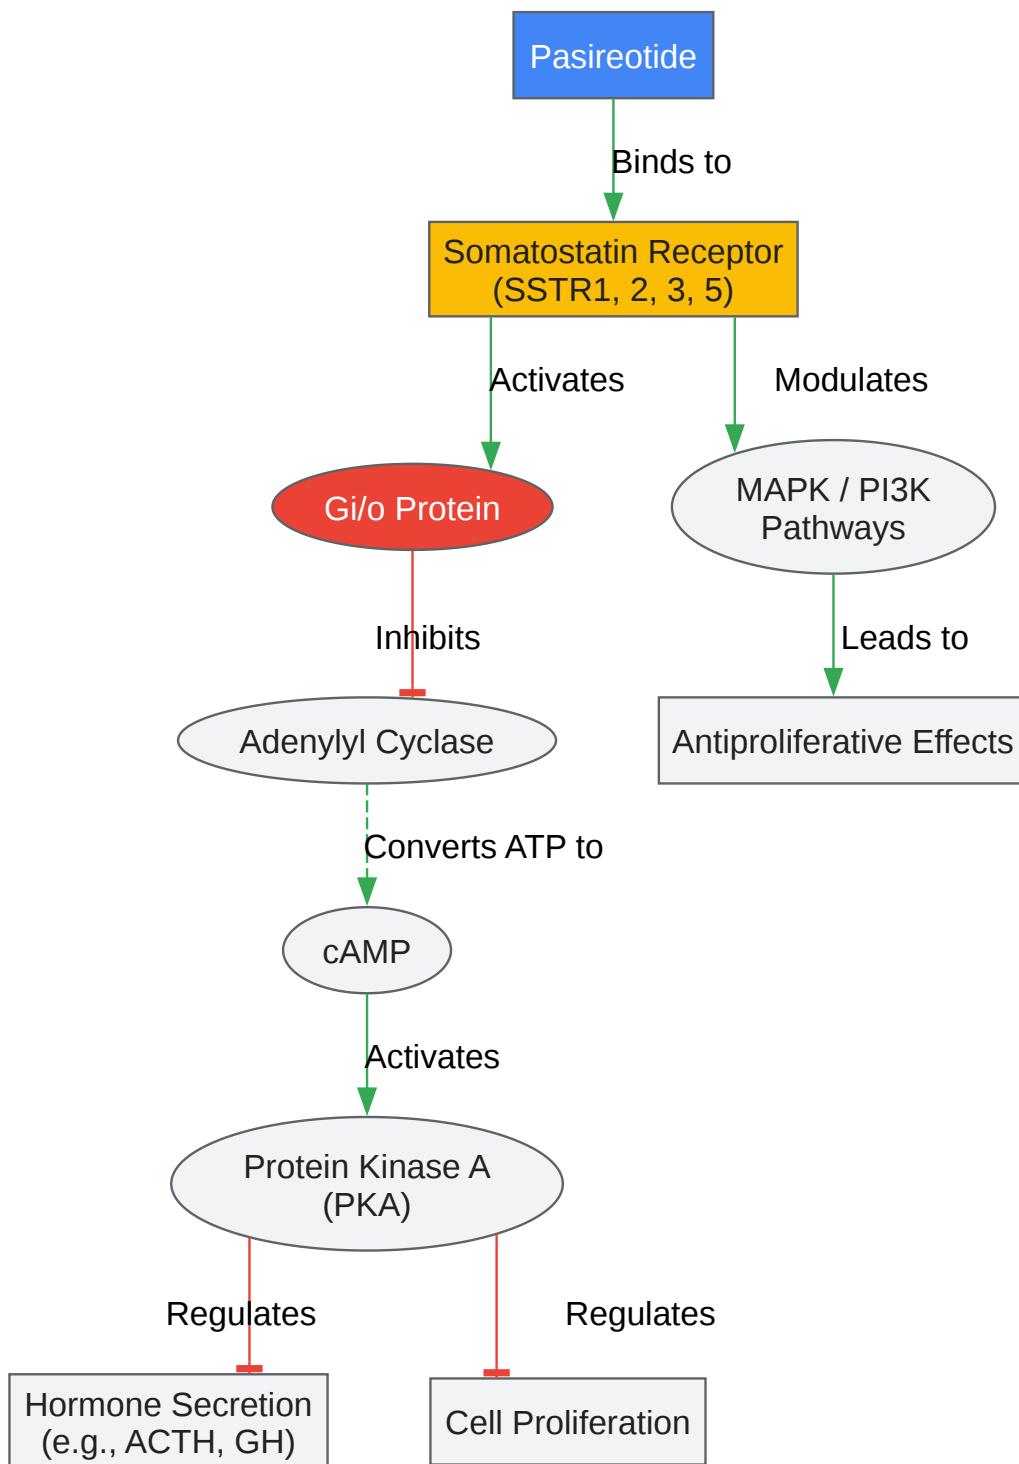 Pasireotide
Binds to
Somatostatin Receptor
(SSTR1, 2, 3, 5)
Activates
Modulates
Gi/o Protein
MAPK / PI3K
Pathways
Inhibits
Leads to
Adenylyl Cyclase
Antiproliferative Effects
Converts ATP to
cAMP
Activates
Protein Kinase A
(PKA)
Regulates
Regulates
Hormone Secretion
(e.g., ACTH, GH)
Cell Proliferation